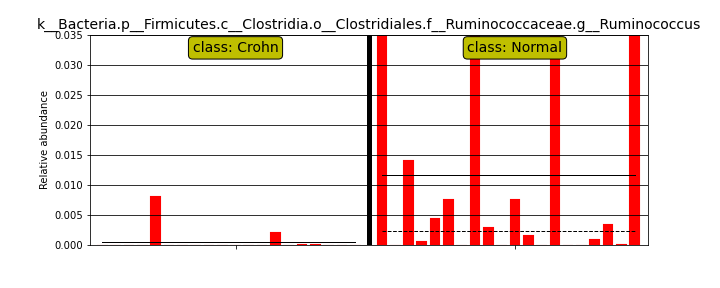 k__Bacteria.p__Firmicutes.c__Clostridia.o__Clostridiales.f__Ruminococcaceae.g__Ruminococcus
class: Crohn
class: Normal
Relative abundance
0.035
0.030
0.025
0.020
0.015
0.010
0.005
0.000